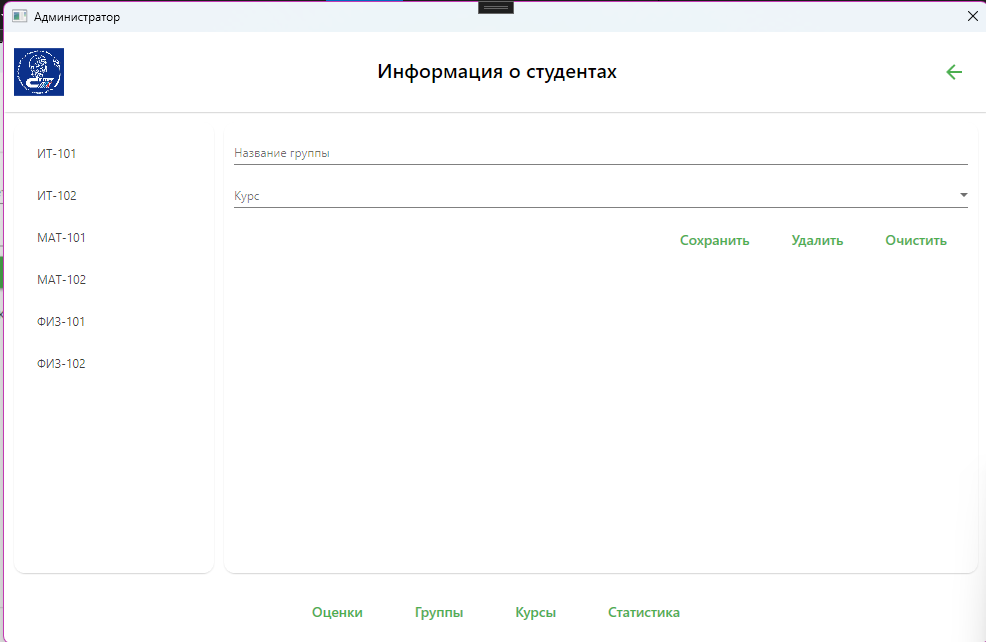 Администратор
Информация о студентах
ИТ-101
ИТ-102
МАТ-101
МАТ-102
ФИЗ-101
ФИЗ-102
Название группы
Курс
Сохранить Удалить Очистить
Оценки Группы Курсы Статистика